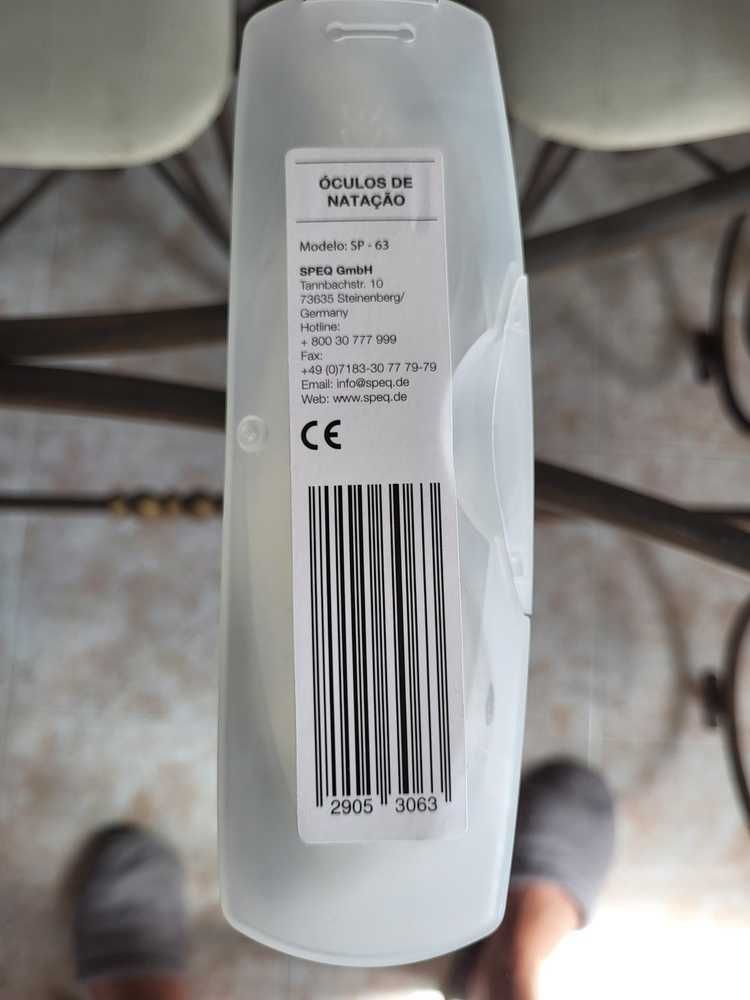 ÓCULOS DE
NATAÇÃO
Modelo: SP - 63
SPEQ GmbH
Tannbachstr. 10
73635 Steinenberg/
Germany
Hotline:
+ 800 30 777 999
Fax:
+49 (0)7183-30 77 79-79
Email: info@speq.de
Web: www.speq.de
CE
2905 3063